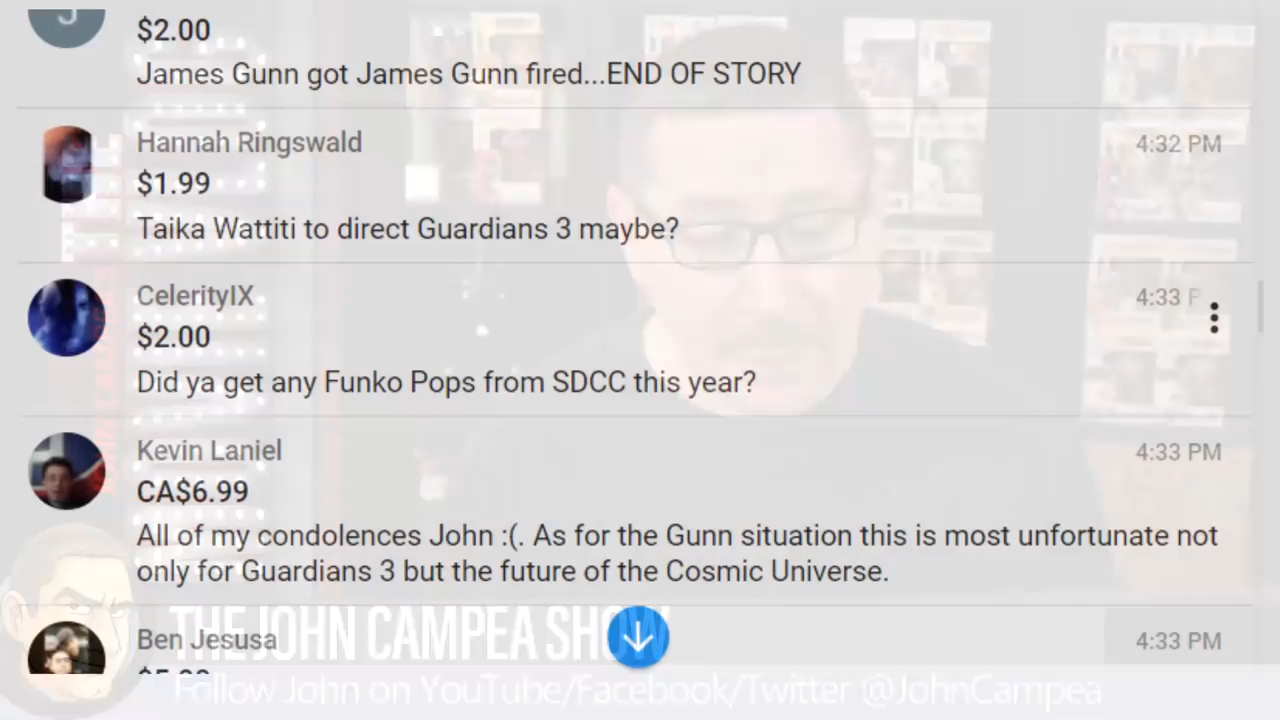 J
$2.00
James Gunn got James Gunn fired...END OF STORY
Hannah Ringswald
4:32 PM
$1.99
Taika Wattiti to direct Guardians 3 maybe?
CelerityIX
4:33 P
$2.00
Did ya get any Funko Pops from SDCC this year?
Kevin Laniel
4:33 PM
CA$6.99
All of my condolences John :(. As for the Gunn situation this is most unfortunate not
only for Guardians 3 but the future of the Cosmic Universe.
Ben Jesusa
4:33 PM
THE JOHN CAMPEA SHOW
Follow John on YouTube/Facebook/Twitter @JohnCampea